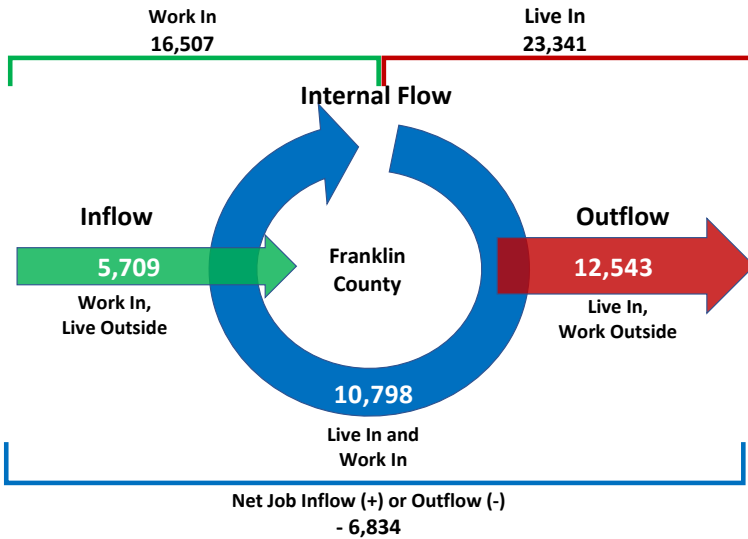 Work In
16,507
Live In
23,341
Internal Flow
Inflow
5,709
Work In,
Live Outside
Franklin
County
Outflow
12,543
Live In,
Work Outside
10,798
Live In and
Work In
Net Job Inflow (+) or Outflow (-)
- 6,834